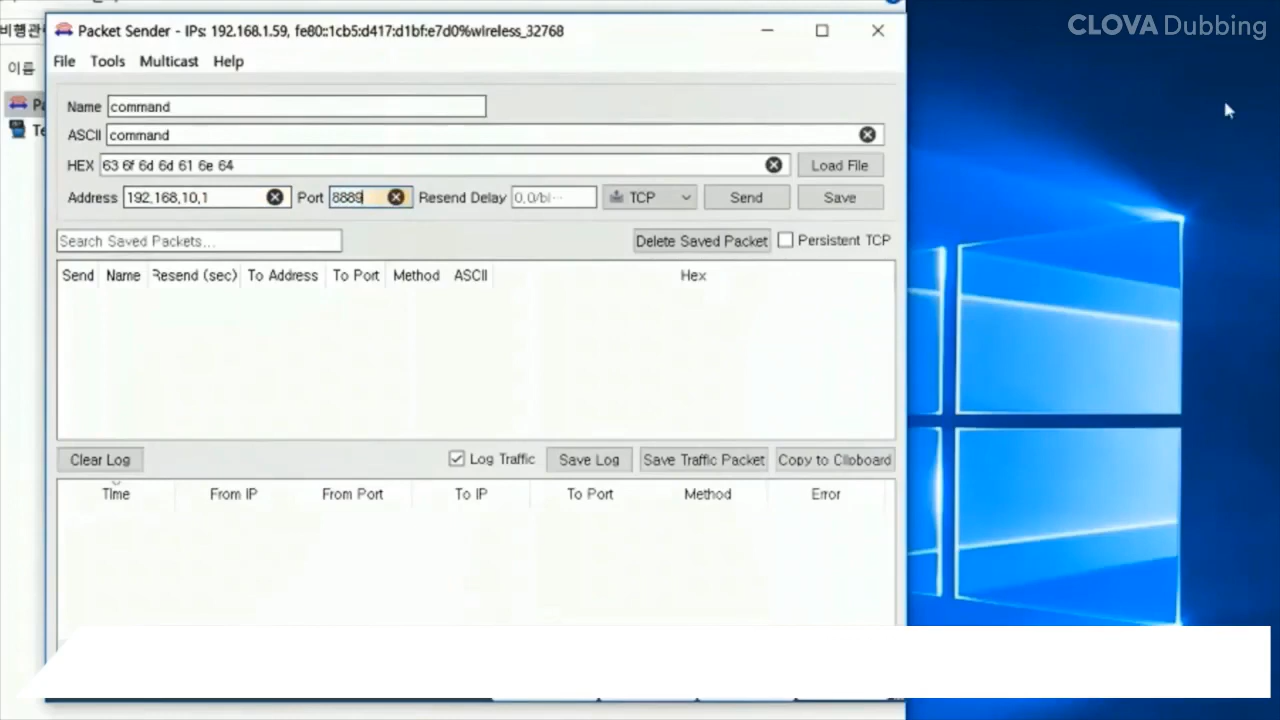 비행관
Packet Sender - IPs: 192.168.1.59, fe80::1cb5:d417:d1bf:e7d0%wireless_32768
CLOVA Dubbing
File Tools Multicast Help
이름
Name command
ASCII command
HEX 63 6f 6d 6d 61 6e 64 Load File
Address 192.168.10.1 Port 8889 Resend Delay 0.0/bl... TCP Send Save
Search Saved Packets... Delete Saved Packet Persistent TCP
Send Name Resend (sec) To Address To Port Method ASCII Hex
Clear Log Log Traffic Save Log Save Traffic Packet Copy to Clipboard
Time From IP From Port To IP To Port Method Error